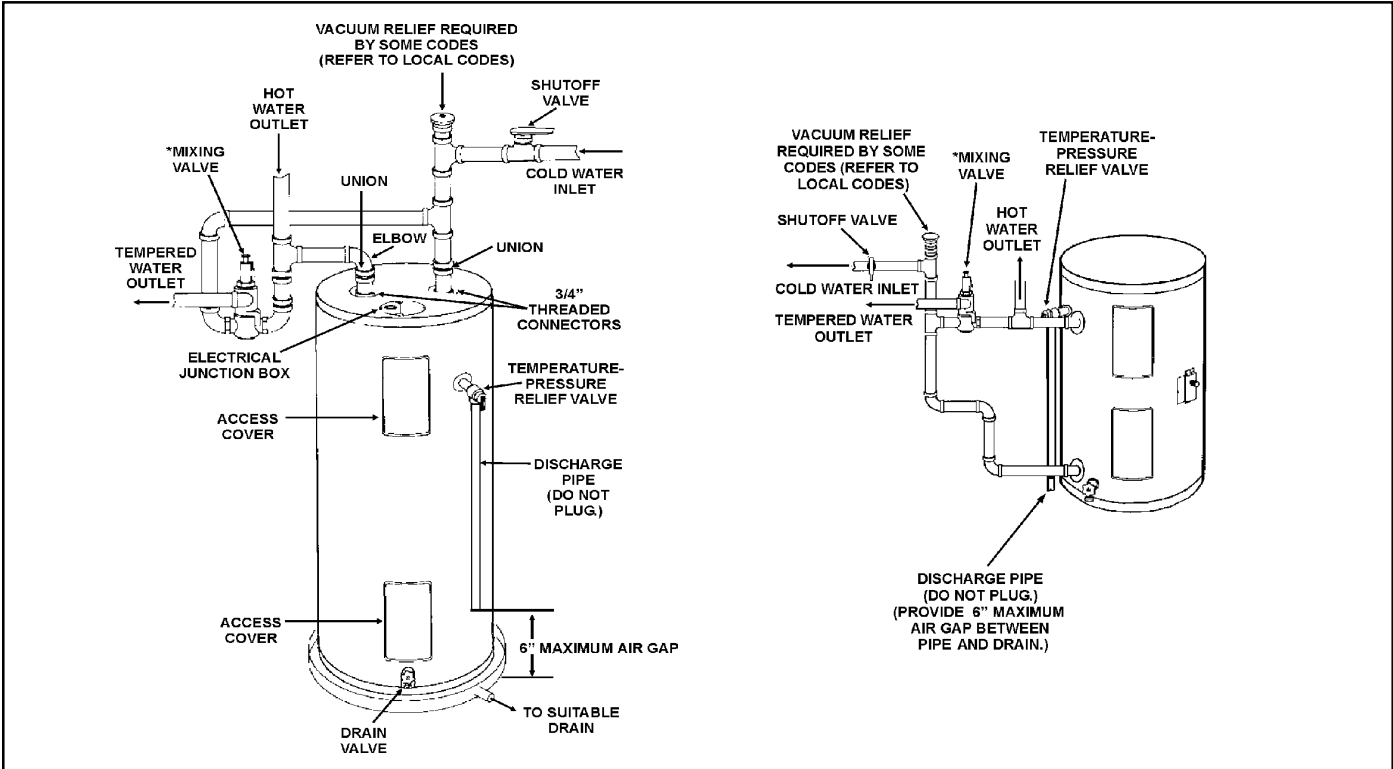 VACUUM RELIEF REQUIRED
BY SOME CODES
(REFER TO LOCAL CODES)
SHUTOFF
VALVE
HOT
WATER
OUTLET
*MIXING
VALVE
UNION
COLD WATER
INLET
ELBOW
UNION
TEMPERED
WATER
OUTLET
3/4”
THREADED
CONNECTORS
ELECTRICAL
JUNCTION BOX
TEMPERATURE-
PRESSURE
RELIEF VALVE
ACCESS
COVER
DISCHARGE
PIPE
(DO NOT
PLUG.)
ACCESS
COVER
6” MAXIMUM AIR GAP
TO SUITABLE
DRAIN
DRAIN
VALVE
VACUUM RELIEF
REQUIRED BY SOME
CODES (REFER TO
LOCAL CODES)
*MIXING
VALVE
TEMPERATURE-
PRESSURE
RELIEF VALVE
SHUTOFF VALVE
HOT
WATER
OUTLET
COLD WATER INLET
TEMPERED WATER
OUTLET
DISCHARGE PIPE
(DO NOT PLUG.)
(PROVIDE 6” MAXIMUM
AIR GAP BETWEEN
PIPE AND DRAIN.)